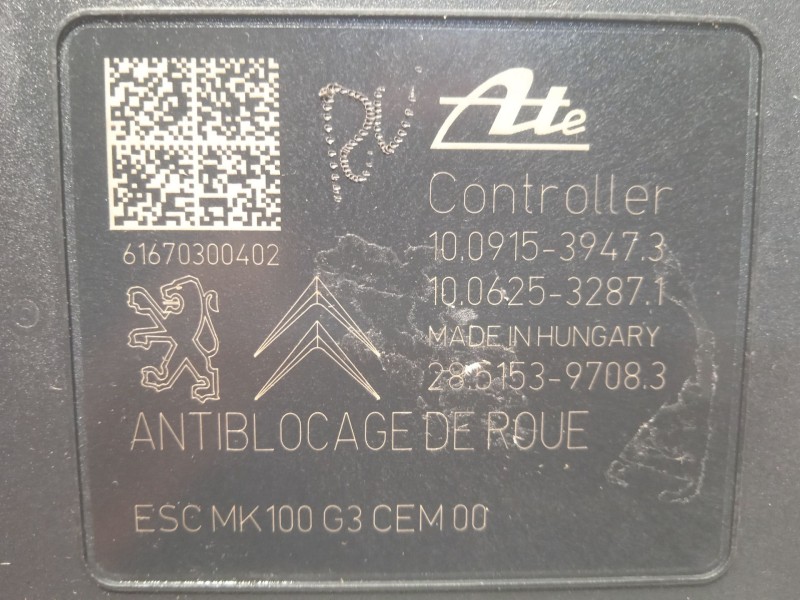 Ate
Controller
10.0915-3947.3
61670300402
10.0625-3287.1
MADE IN HUNGARY
28.5153-9708.3
ANTIBLOCAGE DE ROUE
ESC MK100 G3 CEM 00